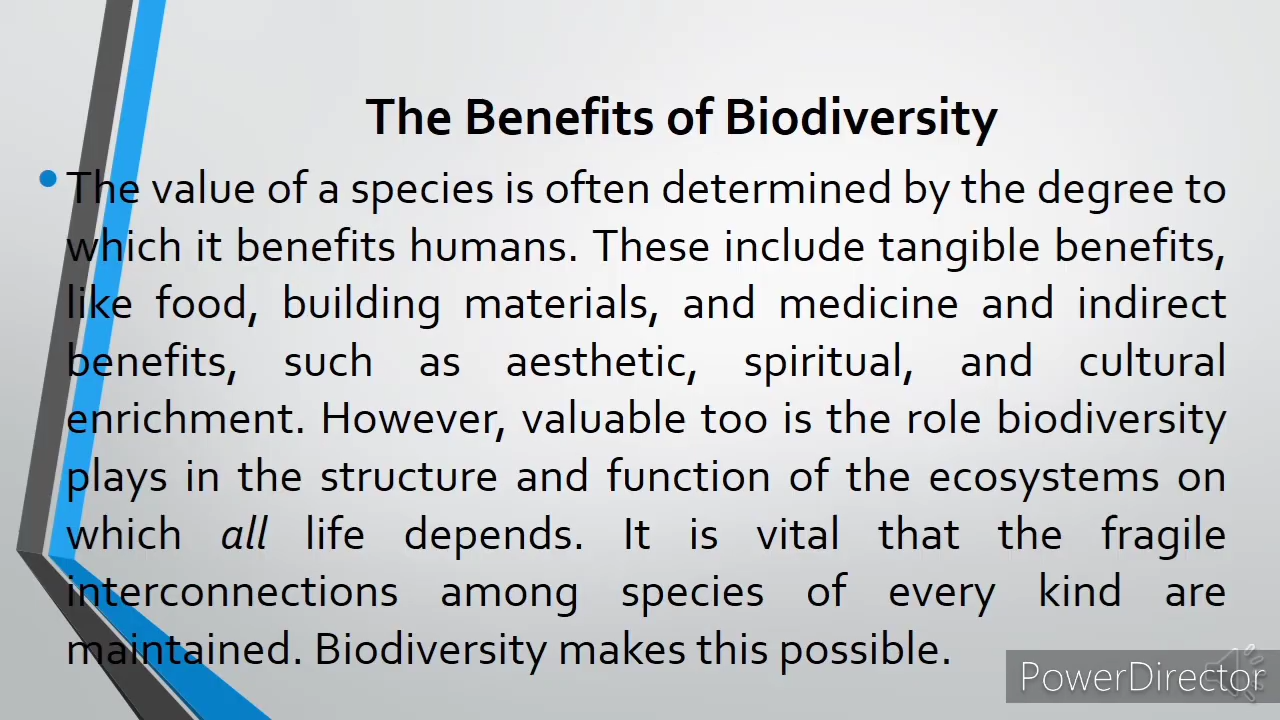 The Benefits of Biodiversity
• The value of a species is often determined by the degree to
which it benefits humans. These include tangible benefits,
like food, building materials, and medicine and indirect
benefits, such as aesthetic, spiritual, and cultural
enrichment. However, valuable too is the role biodiversity
plays in the structure and function of the ecosystems on
which all life depends. It is vital that the fragile
interconnections among species of every kind are
maintained. Biodiversity makes this possible.
PowerDirector